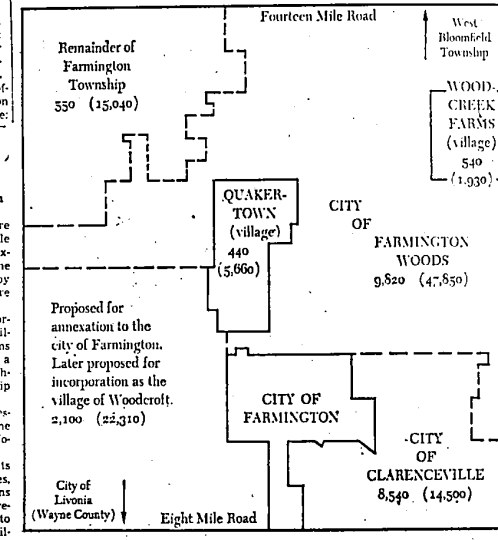 Fourteen Mile Road
West
Bloomfield
Township
Remainder of
Farmington
Township
550 (15,040)
WOOD-
CREEK
FARMS
(village)
540
(1,930)
QUAKER-
TOWN
(village)
440
(5,660)
CITY
OF
FARMINGTON
WOODS
9,820 (47,850)
Proposed for
annexation to the
city of Farmington.
Later proposed for
incorporation as the
village of Woodcroft.
2,100 (22,310)
CITY OF
FARMINGTON
CITY
OF
CLARENCEVILLE
8,540 (14,500)
City of
Livonia
(Wayne County)
Eight Mile Road